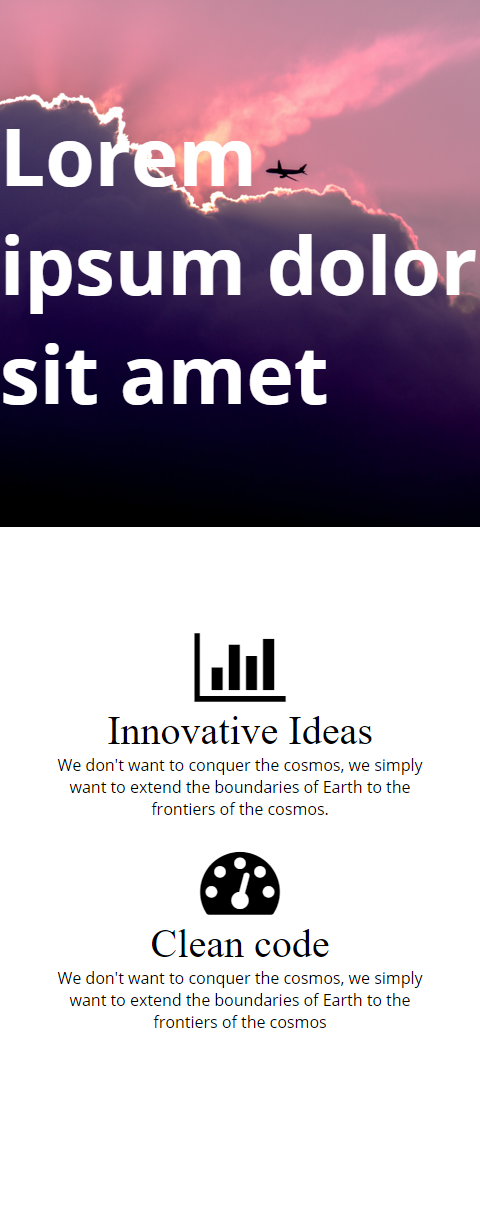 Lorem
ipsum dolor
sit amet
Innovative Ideas
We don't want to conquer the cosmos, we simply
want to extend the boundaries of Earth to the
frontiers of the cosmos.
Clean code
We don't want to conquer the cosmos, we simply
want to extend the boundaries of Earth to the
frontiers of the cosmos